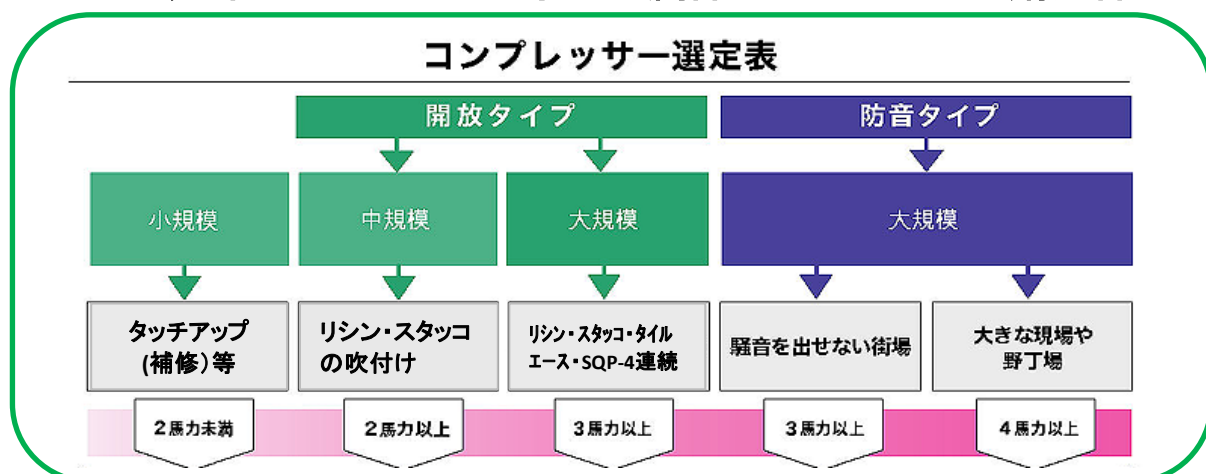 コンプレッサー選定表
開放タイプ
防音タイプ
小規模
中規模
大規模
大規模
タッチアップ
(補修)等
リシン・スタッコ
の吹付け
ﾘｼﾝ・ｽﾀｯｺ・ﾀｲﾙ
ｴｰｽ・SQP-4連続
騒音を出せない街場
大きな現場や
野丁場
2馬力未満
2馬力以上
3馬力以上
3馬力以上
4馬力以上